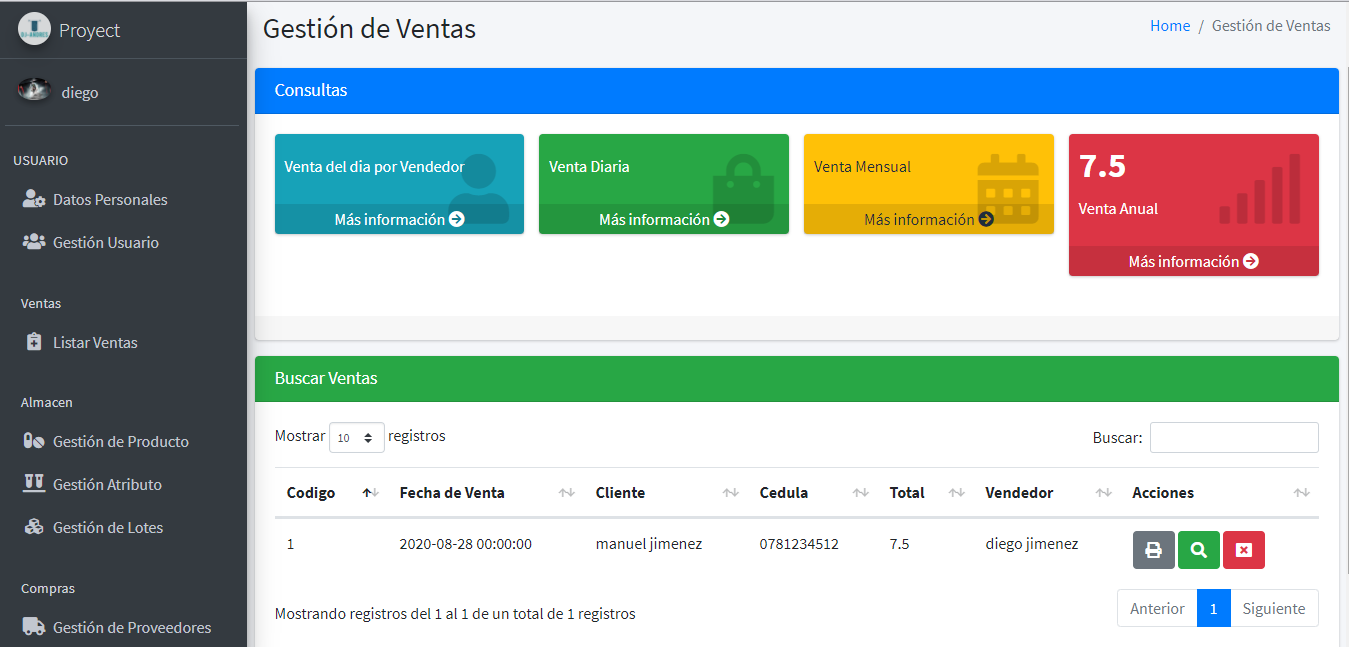 Proyect
diego
USUARIO
Datos Personales
Gestión Usuario
Ventas
Listar Ventas
Almacen
Gestión de Producto
Gestión Atributo
Gestión de Lotes
Compras
Gestión de Proveedores
Gestión de Ventas
Home / Gestión de Ventas
Consultas
Venta del dia por Vendedor
Más información
Venta Diaria
Más información
Venta Mensual
Más información
7.5
Venta Anual
Más información
Buscar Ventas
Mostrar 10 registros
Buscar:
Codigo Fecha de Venta Cliente Cedula Total Vendedor Acciones
1 2020-08-28 00:00:00 manuel jimenez 0781234512 7.5 diego jimenez
Mostrando registros del 1 al 1 de un total de 1 registros
Anterior 1 Siguiente